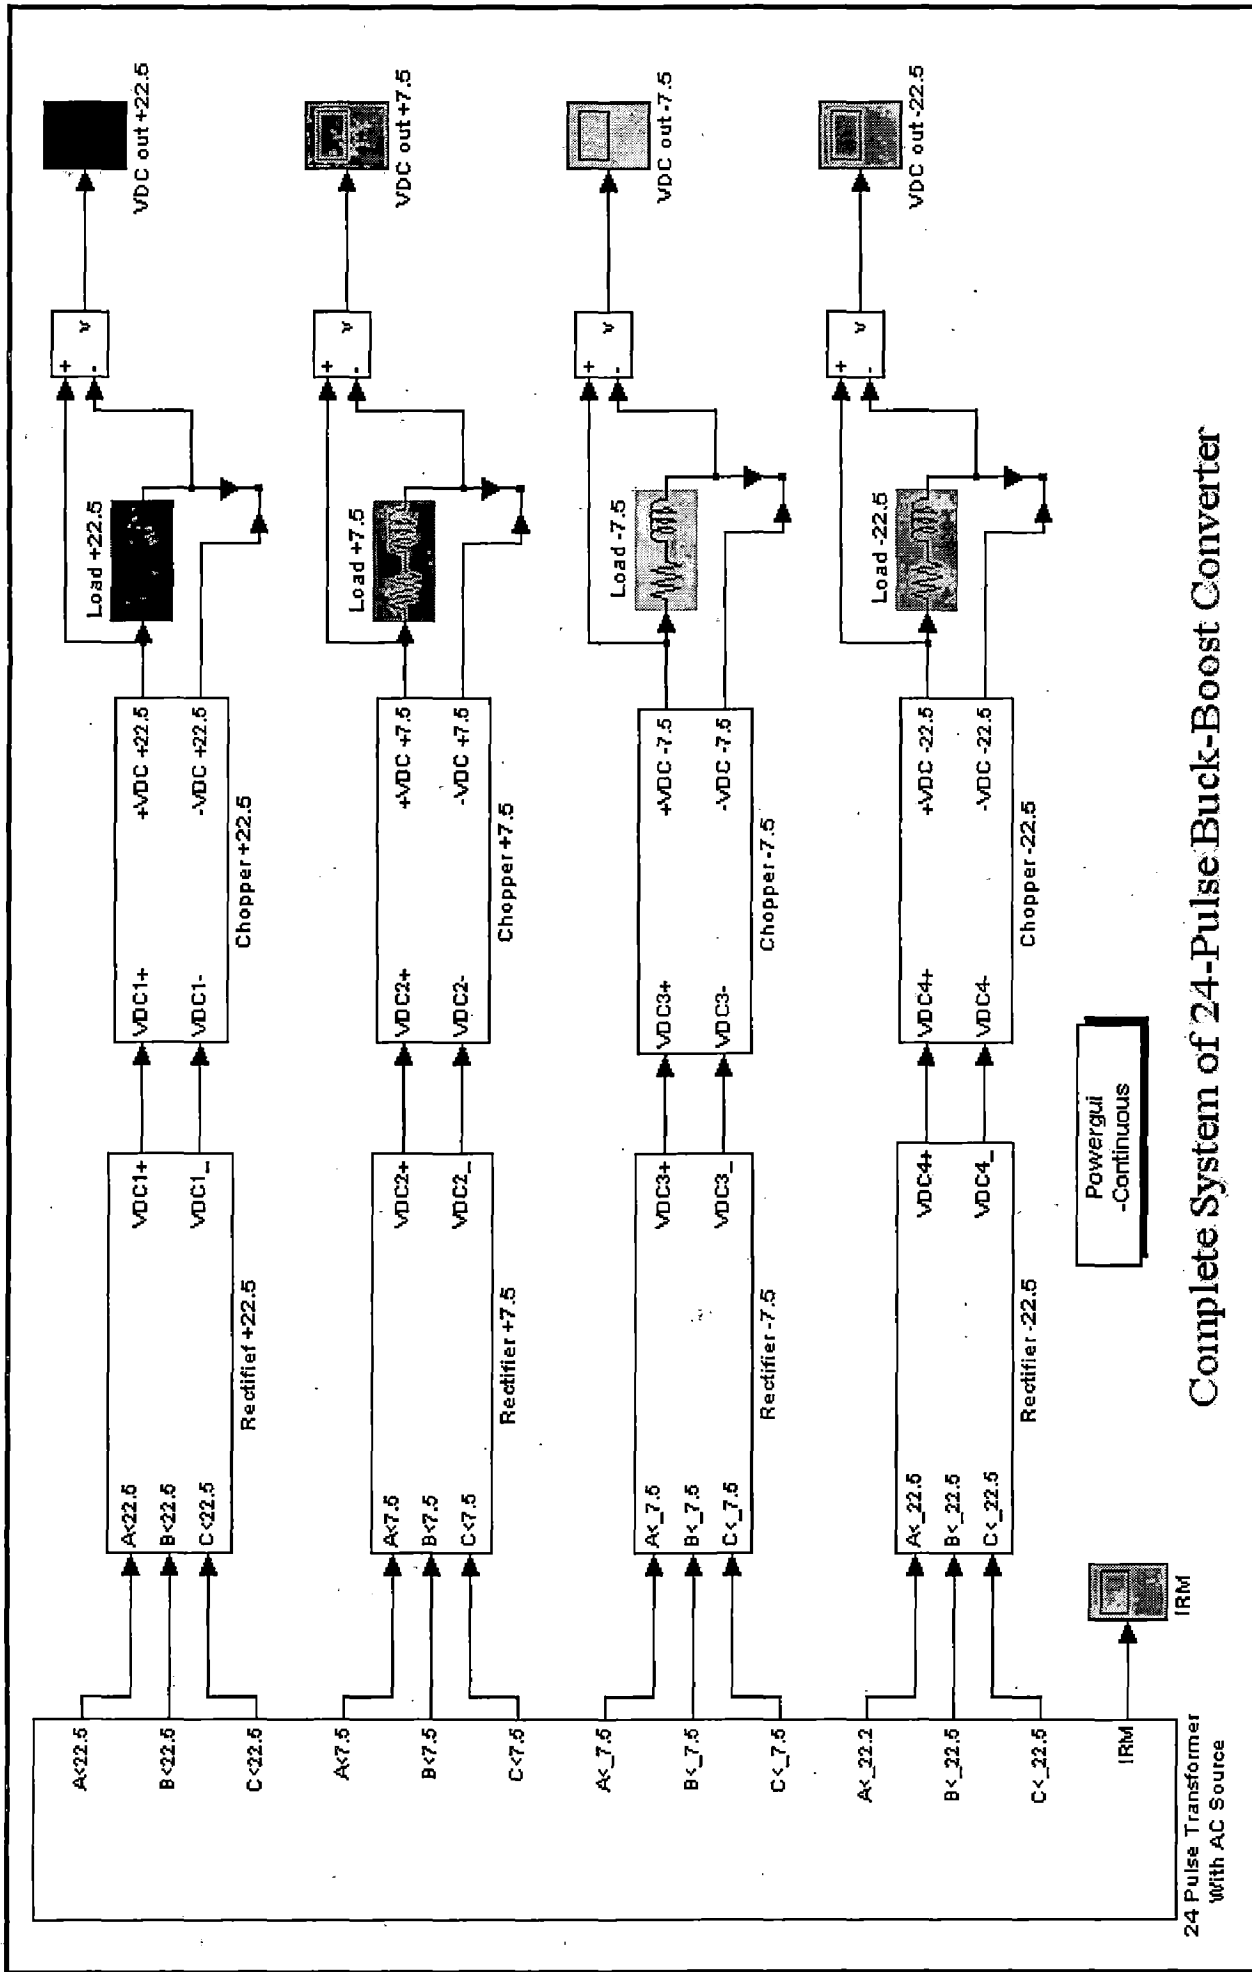 24 Pulse Transformer
With AC Source
A<22.5
B<22.5
C<22.5
A<7.5
B<7.5
C<7.5
A<_7.5
B<_7.5
C<_7.5
A<_22.2
B<_22.5
C<_22.5
IRM
IRM
A<22.5
B<22.5
C<22.5
VDC1+
VDC1_
Rectifief +22.5
VDC1+
VDC1-
+VDC +22.5
-VDC +22.5
Chopper +22.5
Load +22.5
+
-
v
VDC out +22.5
A<7.5
B<7.5
C<7.5
VDC2+
VDC2_
Rectifier +7.5
VDC2+
VDC2-
+VDC +7.5
-VDC +7.5
Chopper +7.5
Load +7.5
+
-
v
VDC out +7.5
A<_7.5
B<_7.5
C<_7.5
VDC3+
VDC3_
Rectifier -7.5
VDC3+
VDC3-
+VDC -7.5
-VDC -7.5
Chopper -7.5
Load -7.5
+
-
v
VDC out -7.5
A<_22.5
B<_22.5
C<_22.5
VDC4+
VDC4_
Rectifier -22.5
VDC4+
VDC4-
+VDC -22.5
-VDC -22.5
Chopper -22.5
Load -22.5
+
-
v
VDC out -22.5
Powergui
-Continuous
Complete System of 24-Pulse Buck-Boost Converter